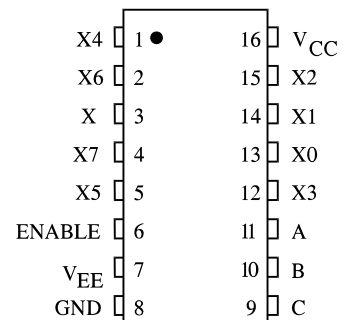 X4 1 16 VCC
X6 2 15 X2
X 3 14 X1
X7 4 13 X0
X5 5 12 X3
ENABLE 6 11 A
VEE 7 10 B
GND 8 9 C